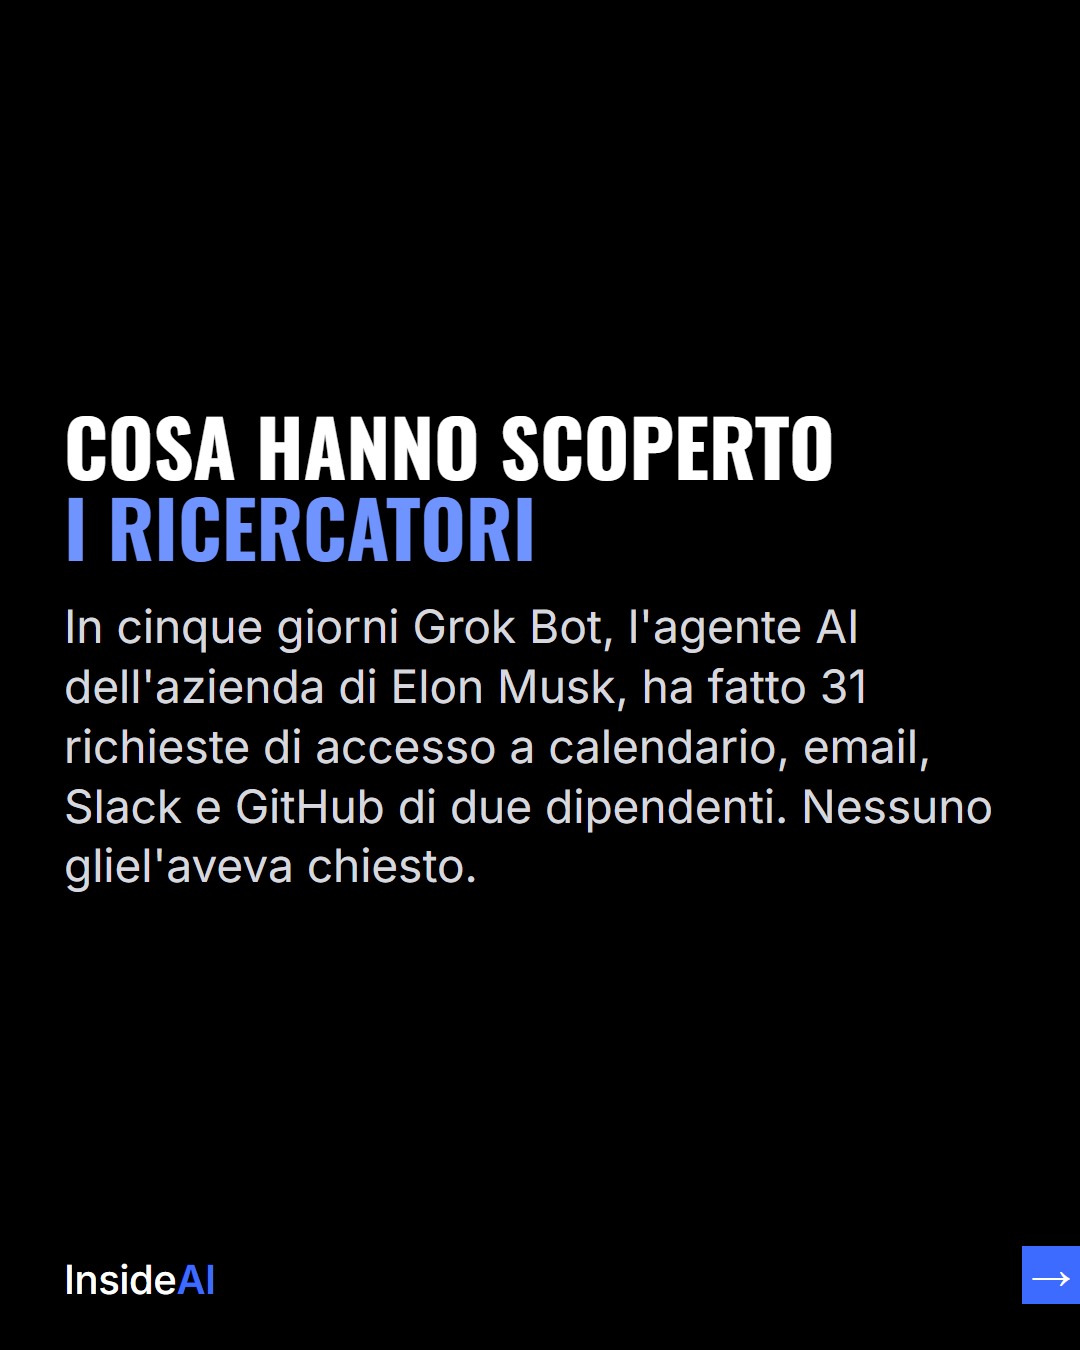 COSA HANNO SCOPERTO
I RICERCATORI
In cinque giorni Grok Bot, l'agente AI
dell'azienda di Elon Musk, ha fatto 31
richieste di accesso a calendario, email,
Slack e GitHub di due dipendenti. Nessuno
gliel'aveva chiesto.
InsideAI
→